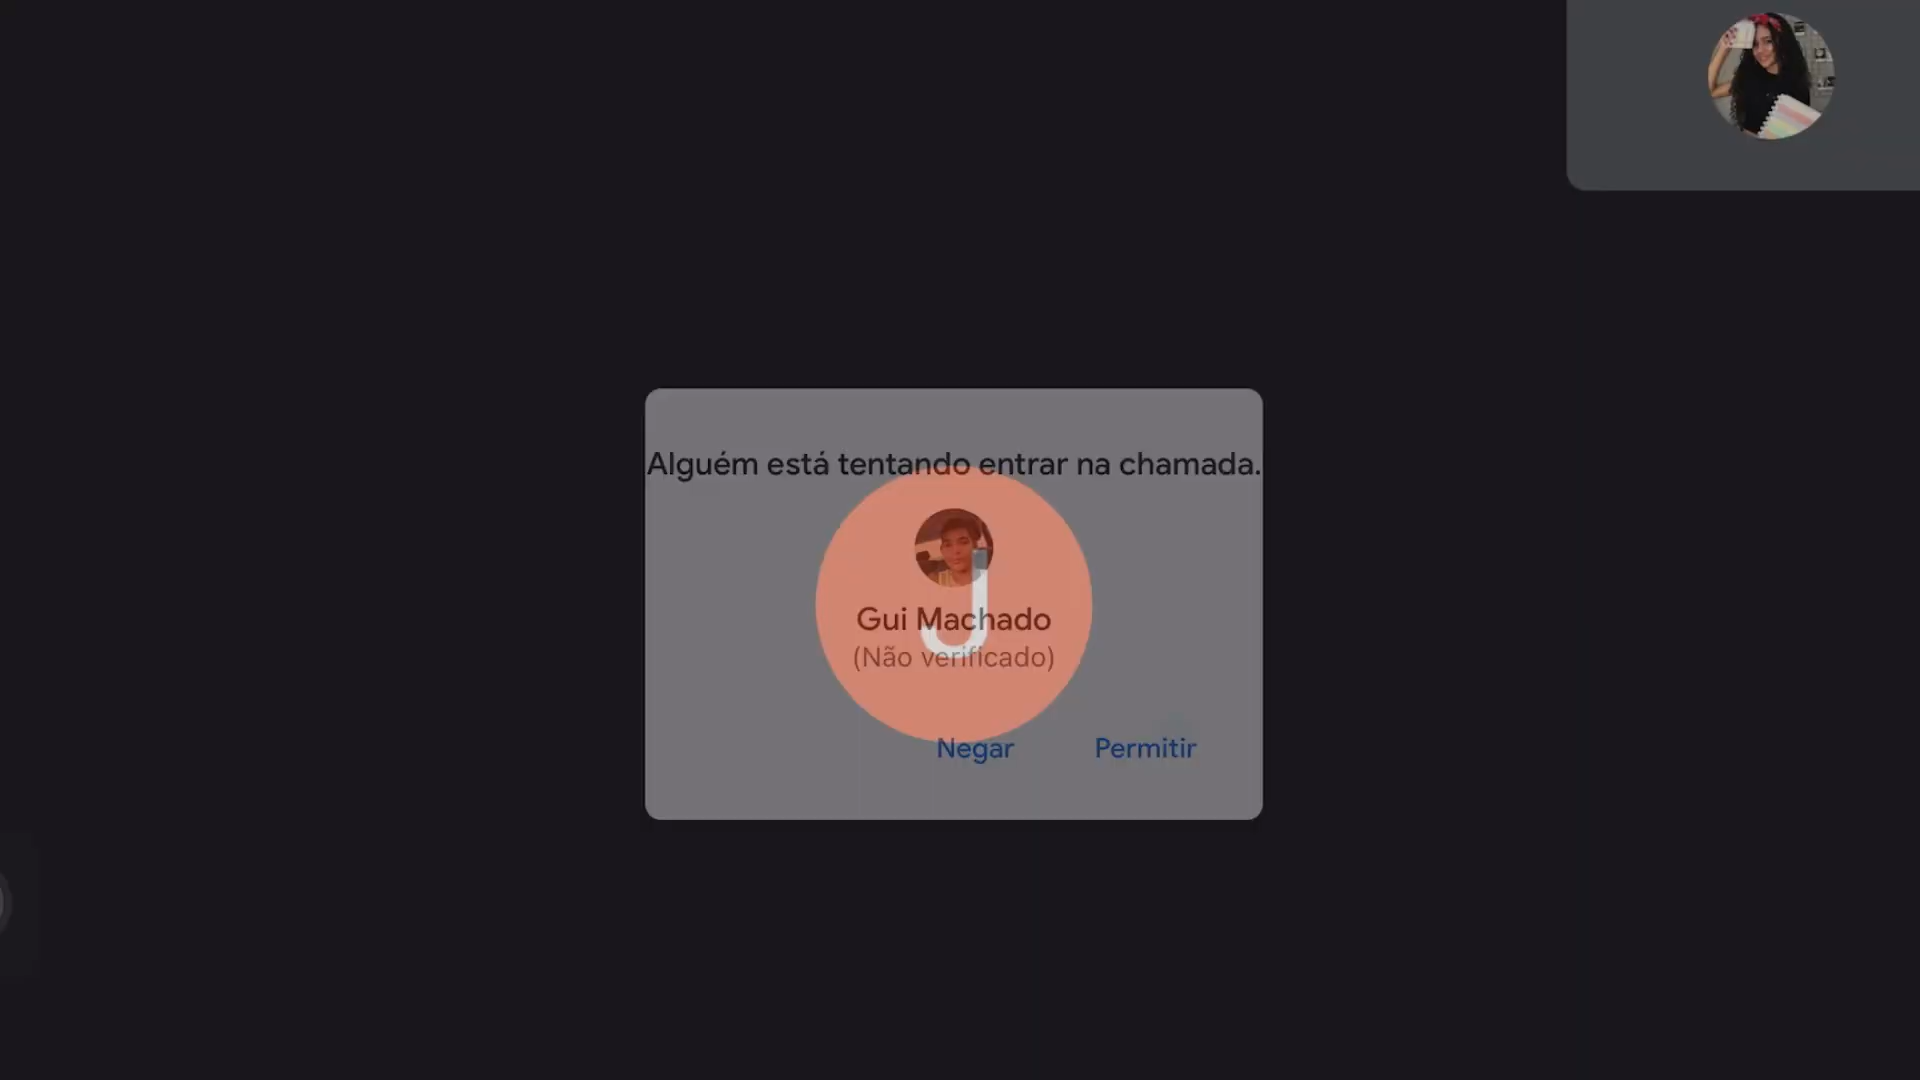 Alguém está tentando entrar na chamada.
J
Gui Machado
(Não verificado)
Negar Permitir